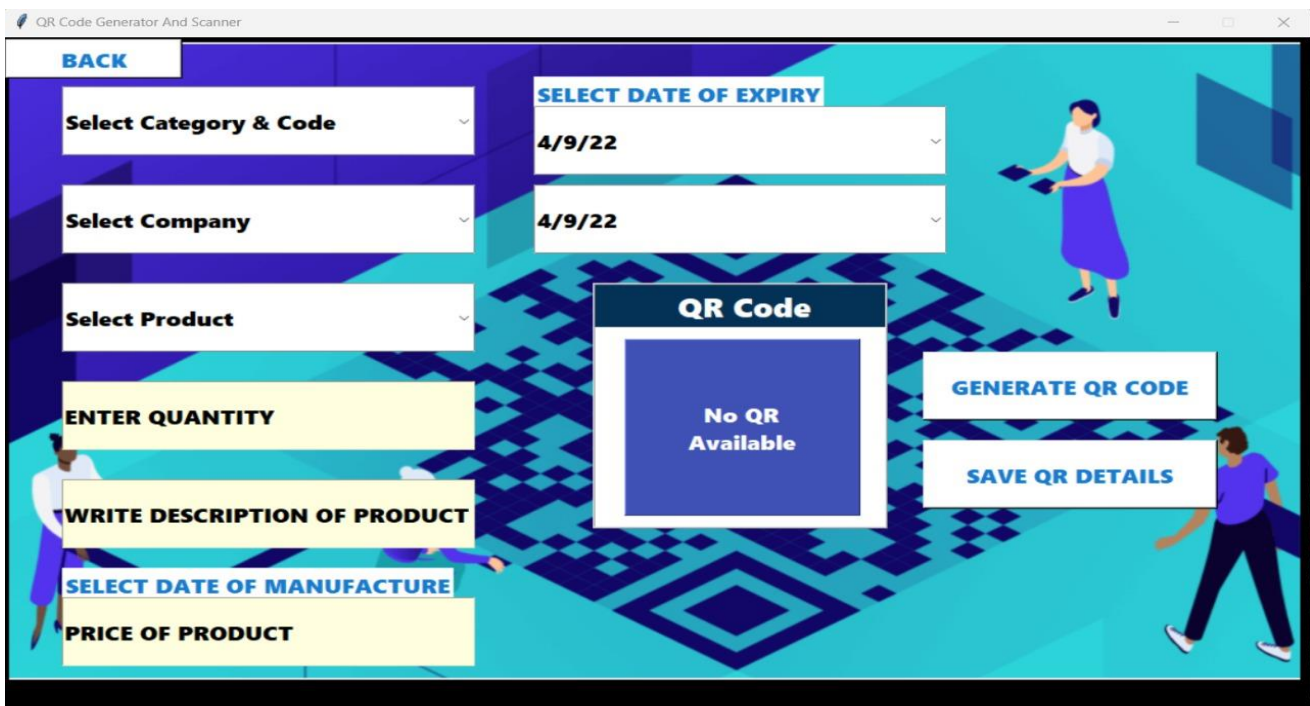 QR Code Generator And Scanner
BACK
Select Category & Code
Select Company
Select Product
ENTER QUANTITY
WRITE DESCRIPTION OF PRODUCT
SELECT DATE OF MANUFACTURE
PRICE OF PRODUCT
SELECT DATE OF EXPIRY
4/9/22
4/9/22
QR Code
No QR
Available
GENERATE QR CODE
SAVE QR DETAILS